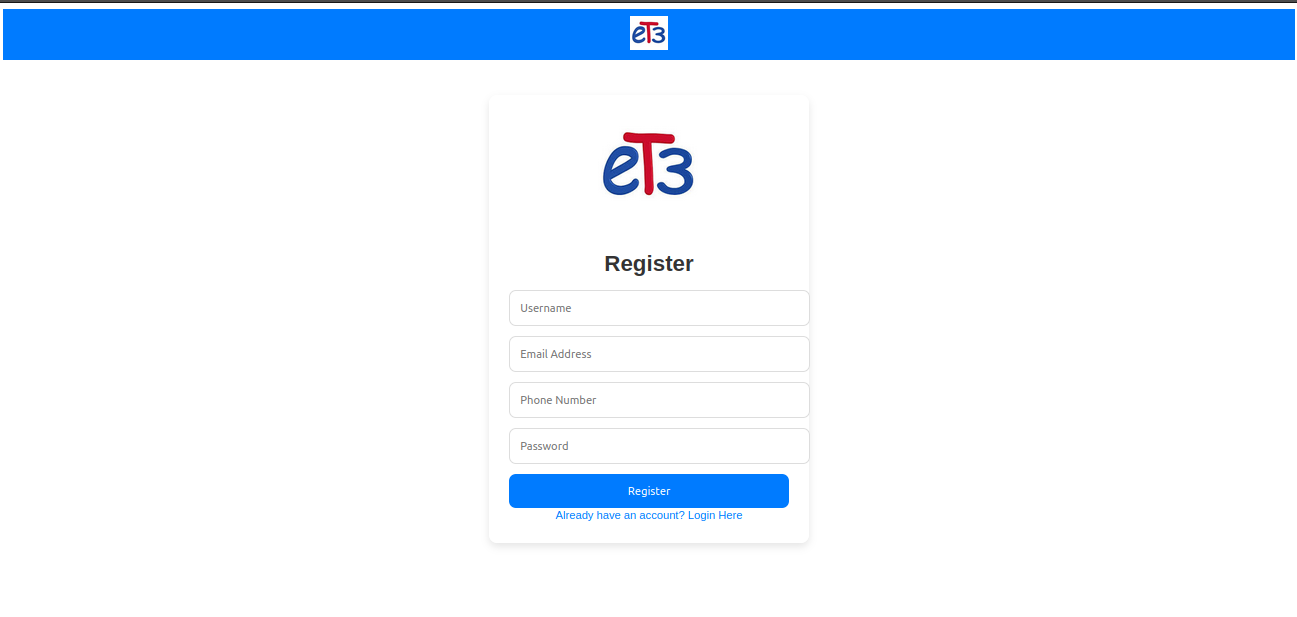 eT3
eT3
Register
Username
Email Address
Phone Number
Password
Register
Already have an account? Login Here